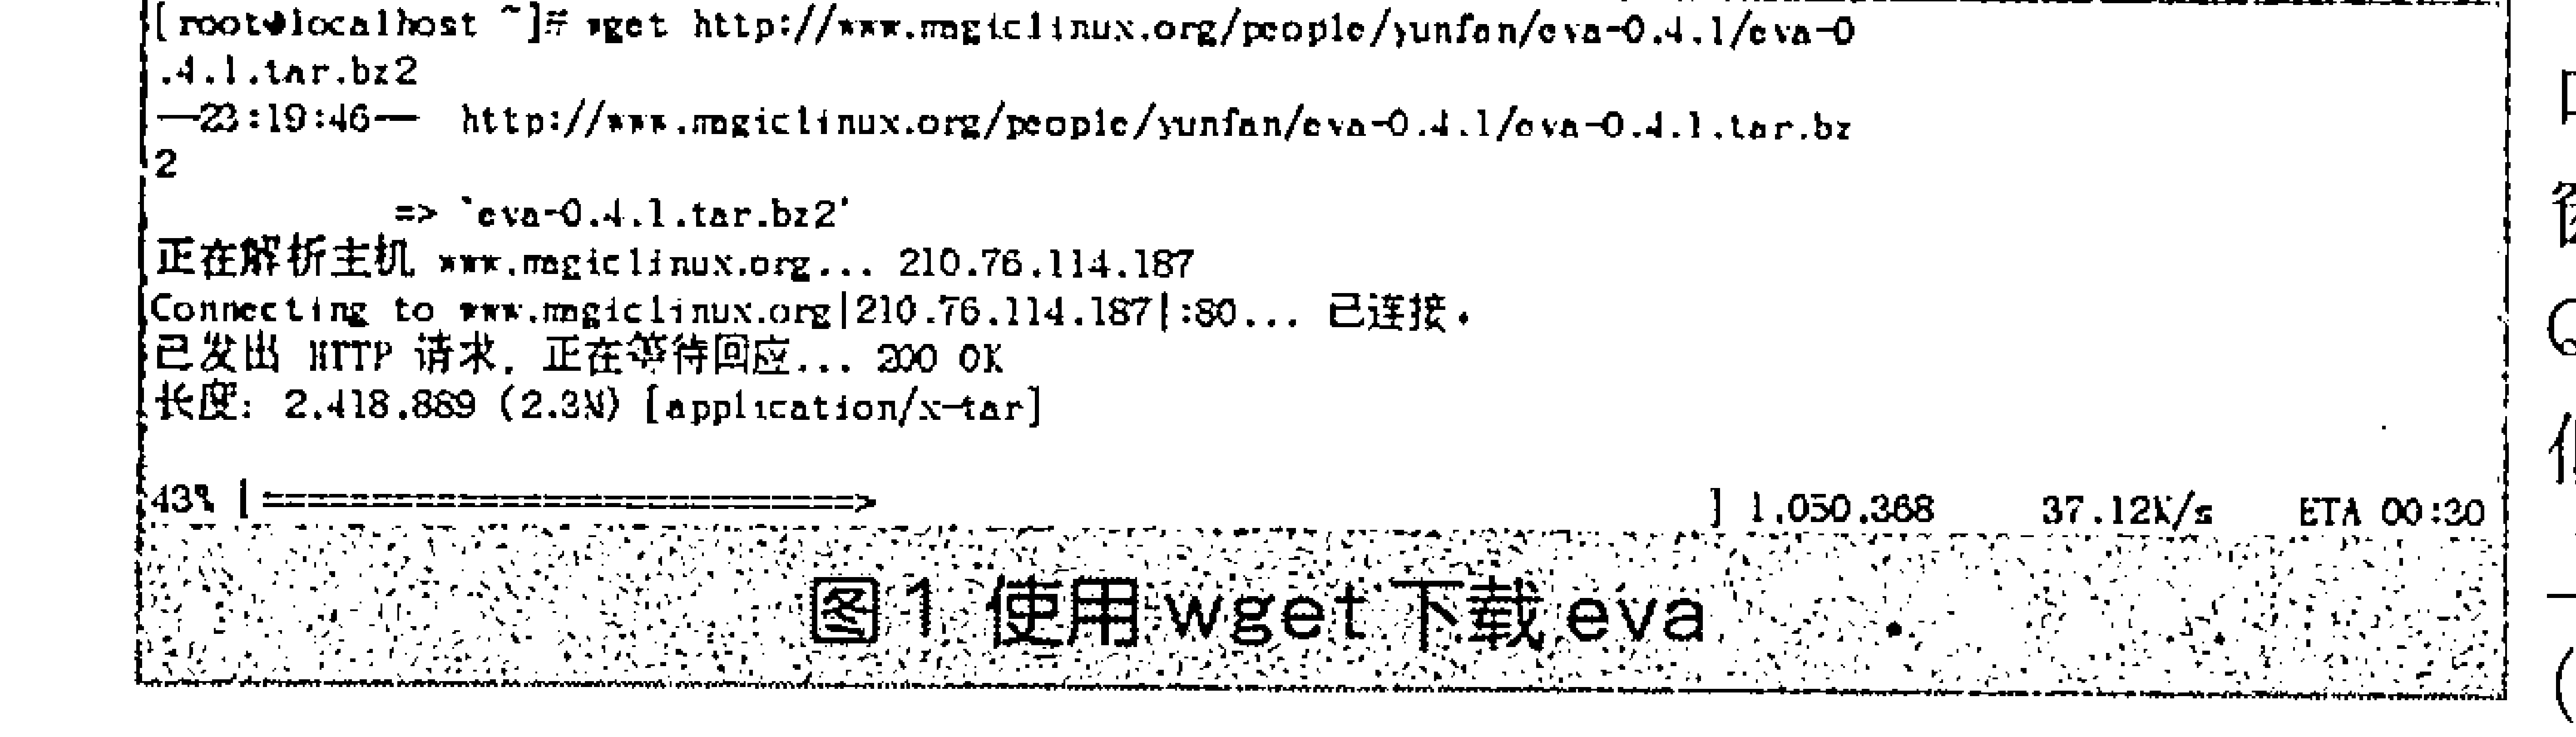 [root@localhost ~]# wget http://www.magiclinux.org/people/yunfan/eva-0.4.1/eva-0
.4.1.tar.bz2
--23:19:46-- http://www.magiclinux.org/people/yunfan/eva-0.4.1/eva-0.4.1.tar.bz
2
=> `eva-0.4.1.tar.bz2'
正在解析主机 www.magiclinux.org... 210.76.114.187
Connecting to www.magiclinux.org|210.76.114.187|:80... 已连接。
已发出 HTTP 请求，正在等待回应... 200 OK
长度：2,418,889 (2.3M) [application/x-tar]
43% [=========================> ] 1,050,368 37.12K/s ETA 00:30
图1 使用wget下载eva